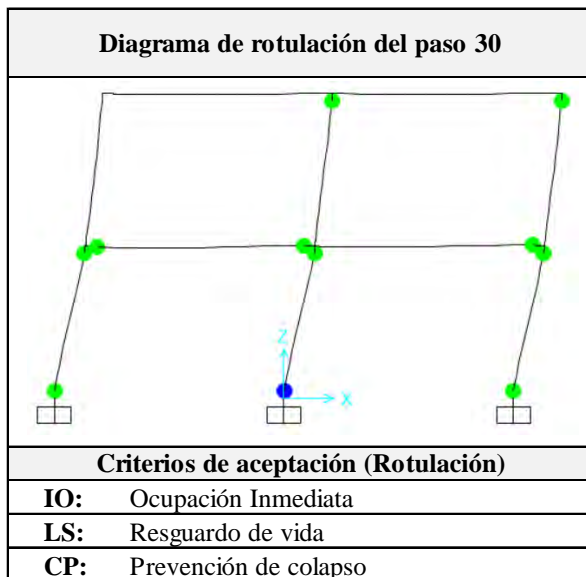 Diagrama de rotulación del paso 30
Z
X
Criterios de aceptación (Rotulación)
IO: Ocupación Inmediata
LS: Resguardo de vida
CP: Prevención de colapso